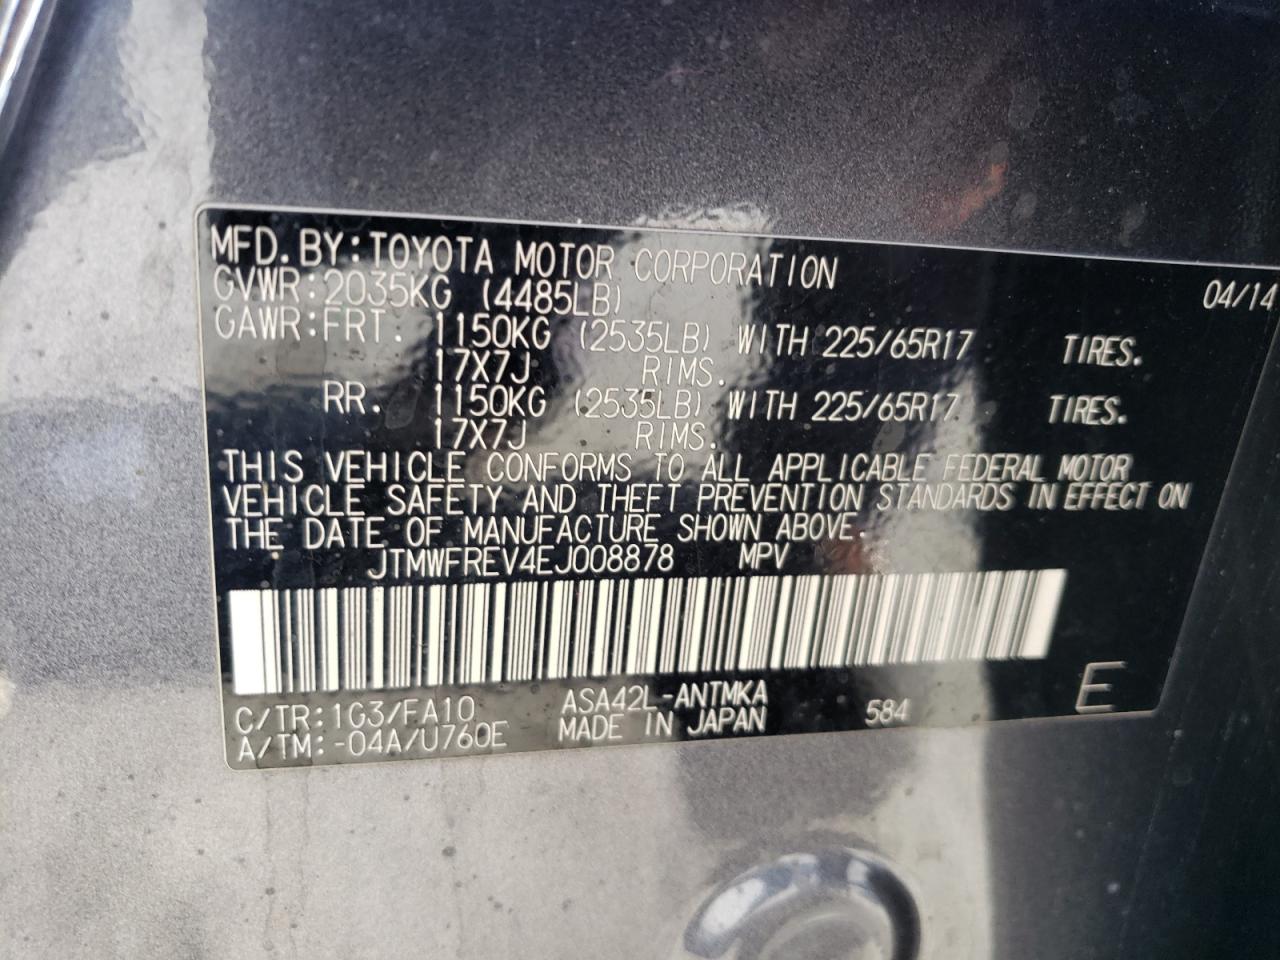 MFD. BY: TOYOTA MOTOR CORPORATION 04/14
GVWR: 2035KG (4485LB)
GAWR: FRT. 1150KG (2535LB) WITH 225/65R17 TIRES.
17X7J RIMS.
RR. 1150KG (2535LB) WITH 225/65R17 TIRES.
17X7J RIMS.
THIS VEHICLE CONFORMS TO ALL APPLICABLE FEDERAL MOTOR
VEHICLE SAFETY AND THEFT PREVENTION STANDARDS IN EFFECT ON
THE DATE OF MANUFACTURE SHOWN ABOVE.
JTMWFREV4EJ008878 MPV
C/TR: 1G3/FA10 ASA42L-ANTMKA 584 E
A/TM: -04A/U760E MADE IN JAPAN